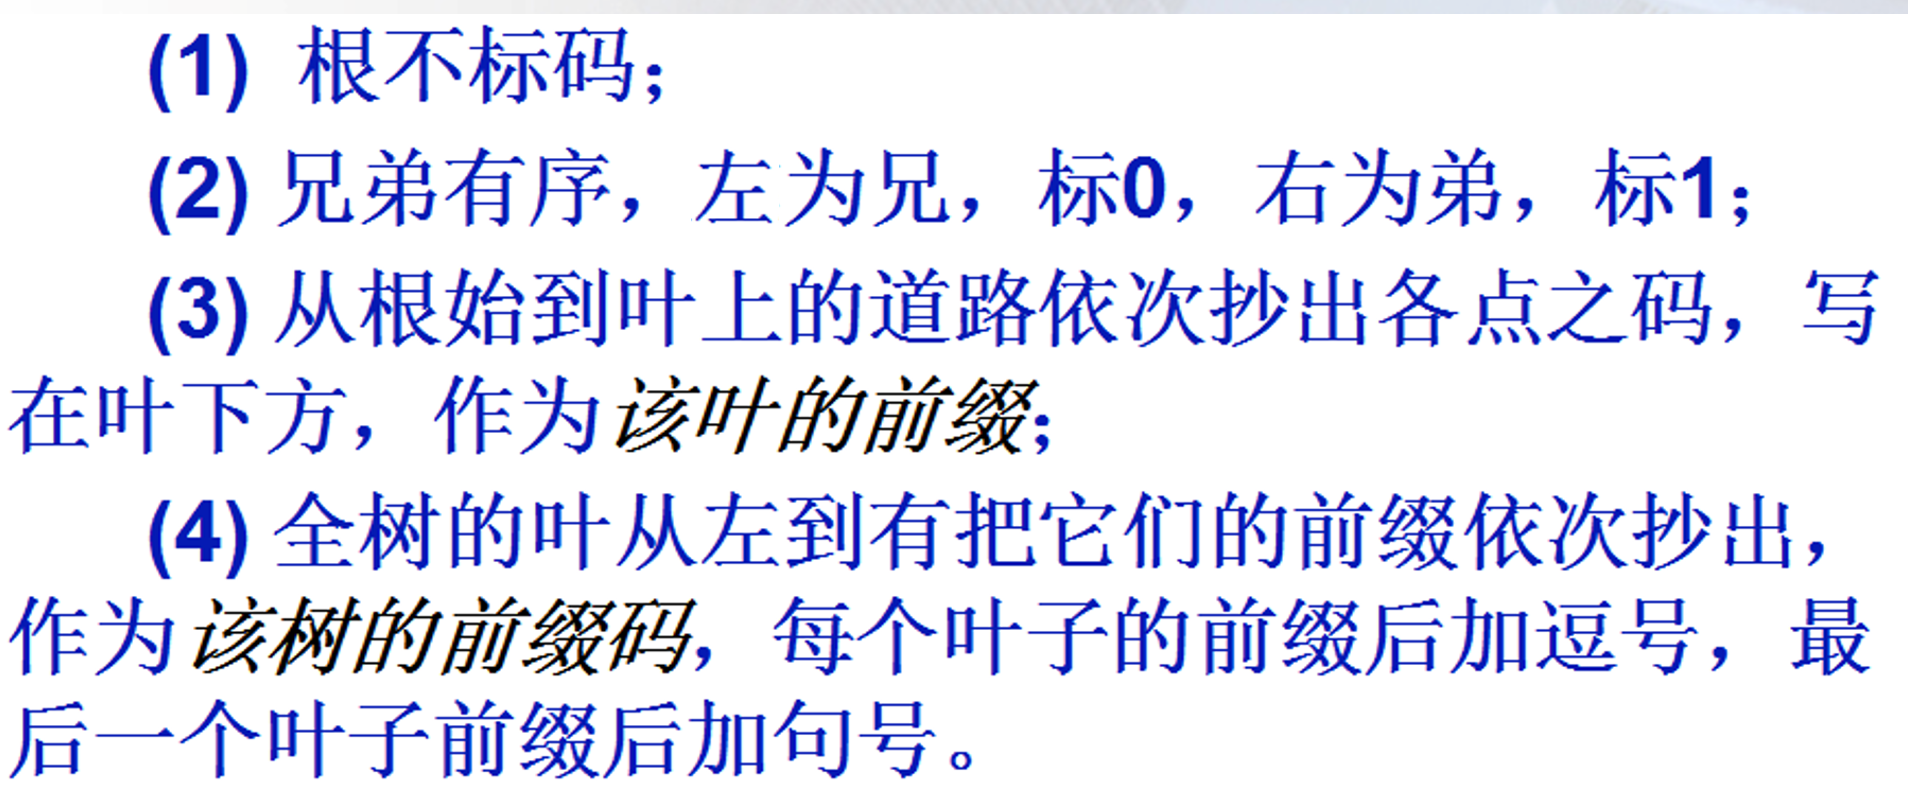 (1) 根不标码；
(2) 兄弟有序，左为兄，标0，右为弟，标1；
(3) 从根始到叶上的道路依次抄出各点之码，写
在叶下方，作为该叶的前缀；
(4) 全树的叶从左到有把它们的前缀依次抄出，
作为该树的前缀码，每个叶子的前缀后加逗号，最
后一个叶子前缀后加句号。